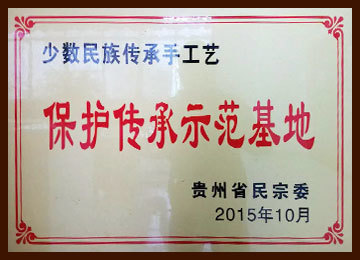 少数民族传承手工艺
保护传承示范基地
贵州省民宗委
2015年10月